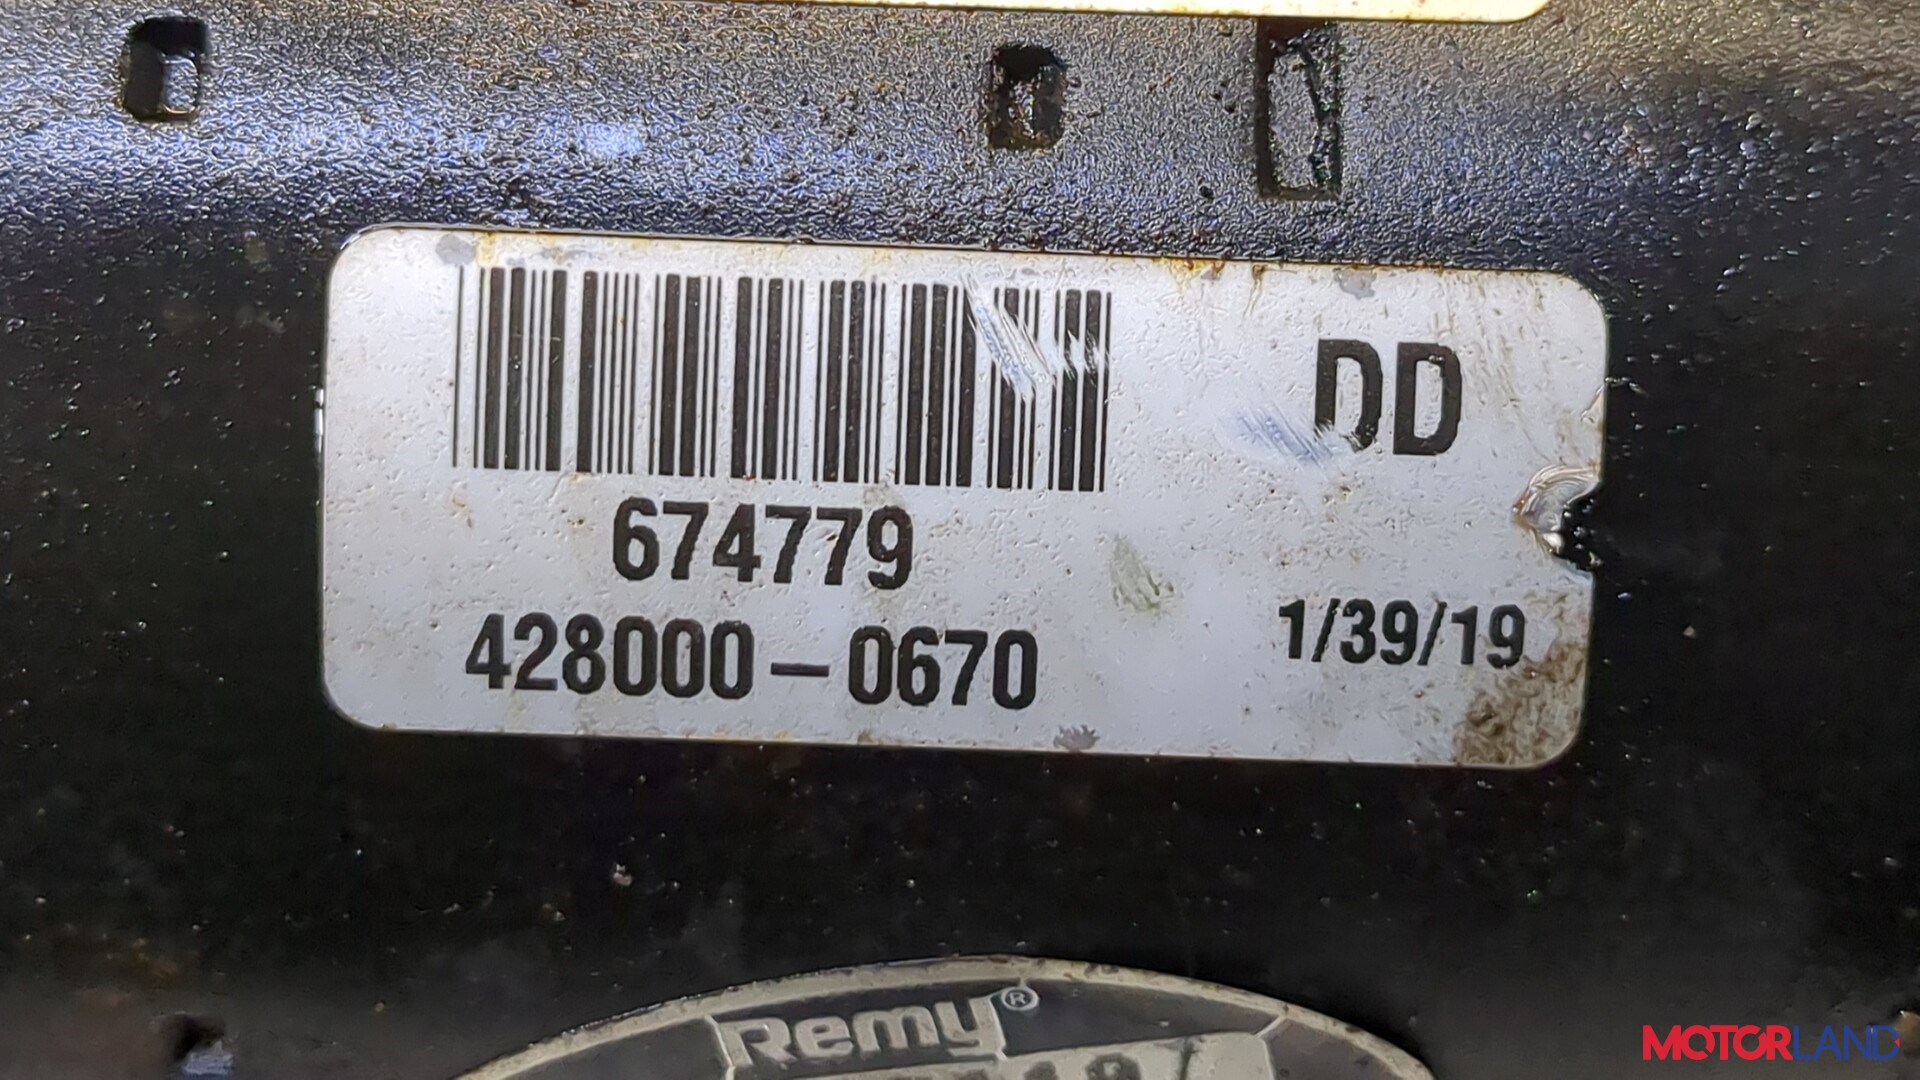 DD
674779
428000-0670
1/39/19
Remy®
MOTORLAND